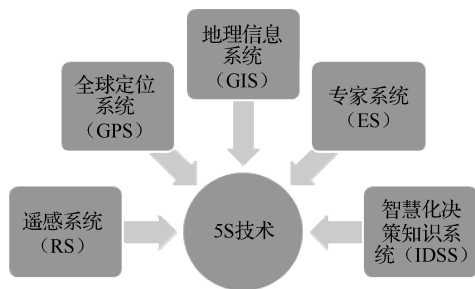 地理信息
系统
（GIS）
全球定位
系统
（GPS）
专家系统
（ES）
遥感系统
（RS）
5S技术
智慧化决
策知识系
统（IDSS）